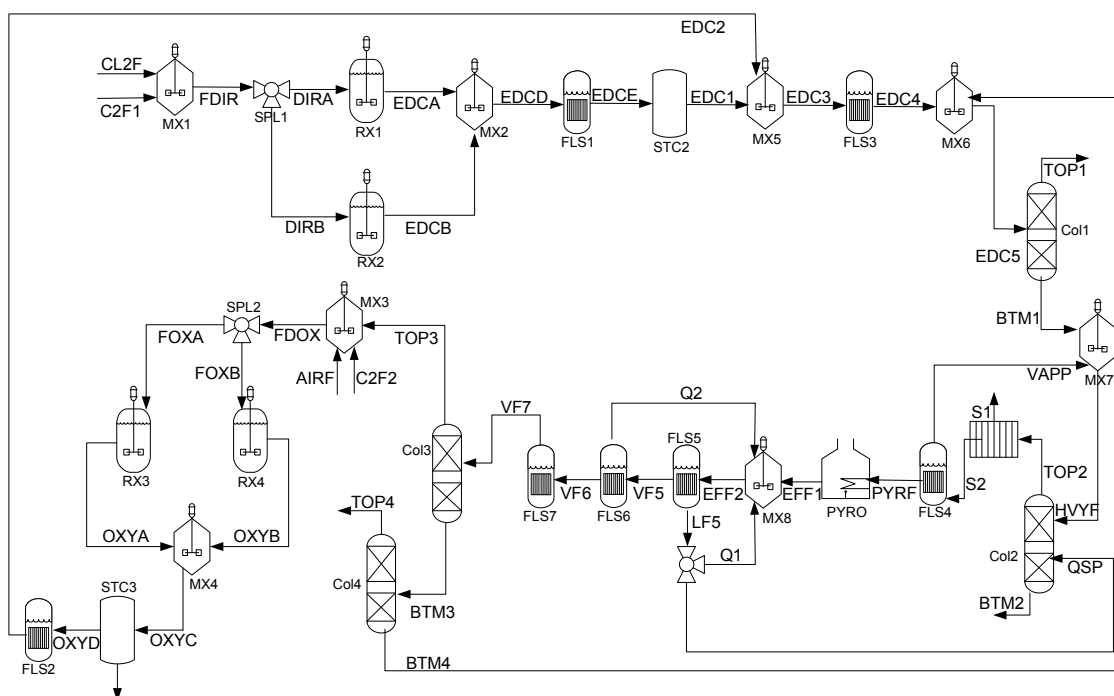 EDC2
CL2F
C2F1
MX1
FDIR
SPL1
DIRA
RX1
EDCA
MX2
EDCD
FLS1
EDCE
STC2
EDC1
MX5
EDC3
FLS3
EDC4
MX6
TOP1
Col1
EDC5
DIRB
RX2
EDCB
BTM1
MX7
VAPP
SPL2
MX3
FOXA
FDOX
TOP3
FOXB
AIRF
C2F2
RX3
RX4
Q2
VF7
Col3
FLS5
S1
TOP2
S2
TOP4
FLS7
VF6
FLS6
VF5
EFF2
MX8
EFF1
PYRO
PYRF
FLS4
HVYF
LF5
Q1
Col2
QSP
OXYA
OXYB
MX4
STC3
Col4
BTM3
BTM2
OXYD
OXYC
FLS2
BTM4